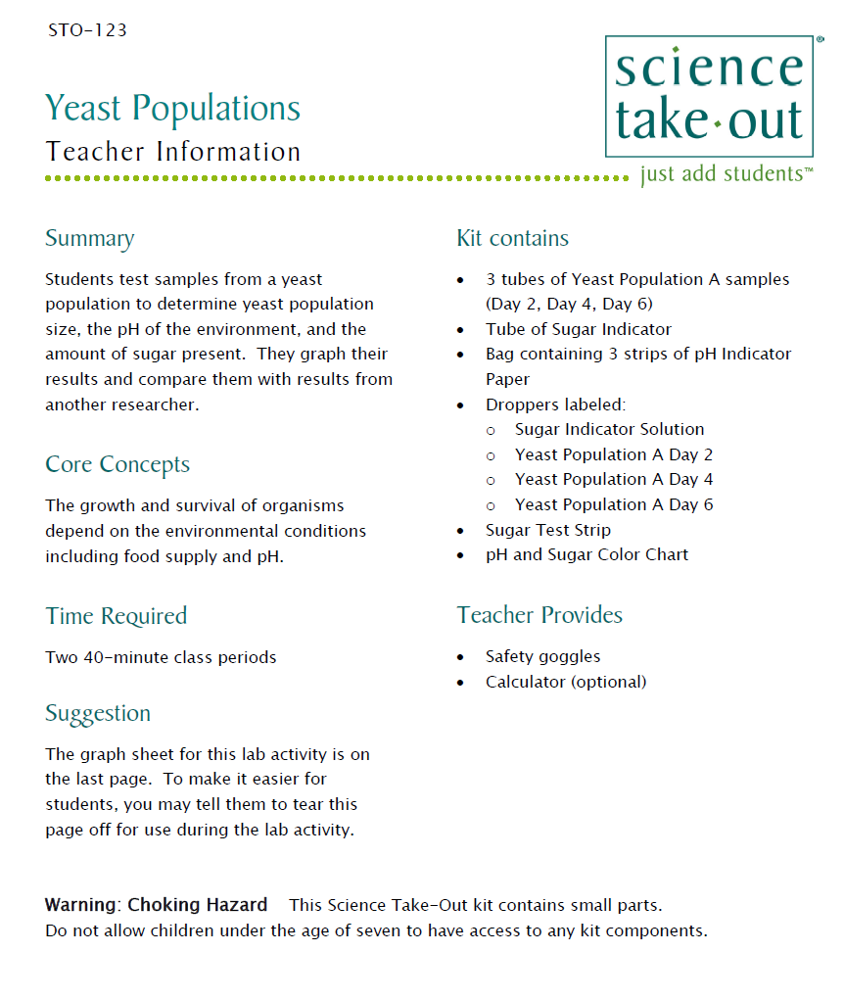 STO-123
science
take·out
®
just add students™
Yeast Populations
Teacher Information
Summary
Students test samples from a yeast
population to determine yeast population
size, the pH of the environment, and the
amount of sugar present.  They graph their
results and compare them with results from
another researcher.
Core Concepts
The growth and survival of organisms
depend on the environmental conditions
including food supply and pH.
Time Required
Two 40-minute class periods
Suggestion
The graph sheet for this lab activity is on
the last page.  To make it easier for
students, you may tell them to tear this
page off for use during the lab activity.
Kit contains
• 3 tubes of Yeast Population A samples
(Day 2, Day 4, Day 6)
• Tube of Sugar Indicator
• Bag containing 3 strips of pH Indicator
Paper
• Droppers labeled:
o Sugar Indicator Solution
o Yeast Population A Day 2
o Yeast Population A Day 4
o Yeast Population A Day 6
• Sugar Test Strip
• pH and Sugar Color Chart
Teacher Provides
• Safety goggles
• Calculator (optional)
Warning: Choking Hazard    This Science Take-Out kit contains small parts.
Do not allow children under the age of seven to have access to any kit components.